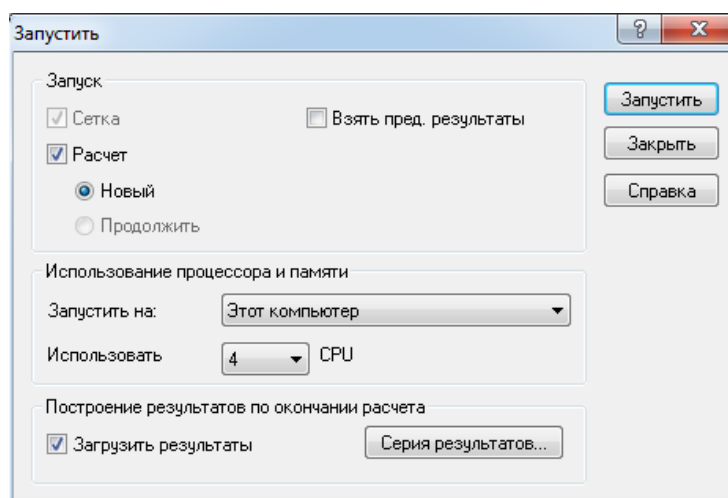 Запустить
Запуск
Сетка
Взять пред. результаты
Расчет
Новый
Продолжить
Запустить
Закрыть
Справка
Использование процессора и памяти
Запустить на: Этот компьютер
Использовать 4 CPU
Построение результатов по окончании расчета
Загрузить результаты Серия результатов...